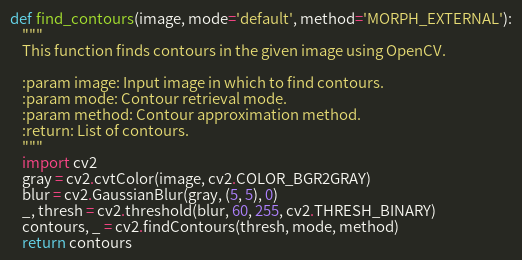 def find_contours(image, mode='default', method='MORPH_EXTERNAL'):
"""
This function finds contours in the given image using OpenCV.
:param image: Input image in which to find contours.
:param mode: Contour retrieval mode.
:param method: Contour approximation method.
:return: List of contours.
"""
import cv2
gray = cv2.cvtColor(image, cv2.COLOR_BGR2GRAY)
blur = cv2.GaussianBlur(gray, (5, 5), 0)
_, thresh = cv2.threshold(blur, 60, 255, cv2.THRESH_BINARY)
contours, _ = cv2.findContours(thresh, mode, method)
return contours